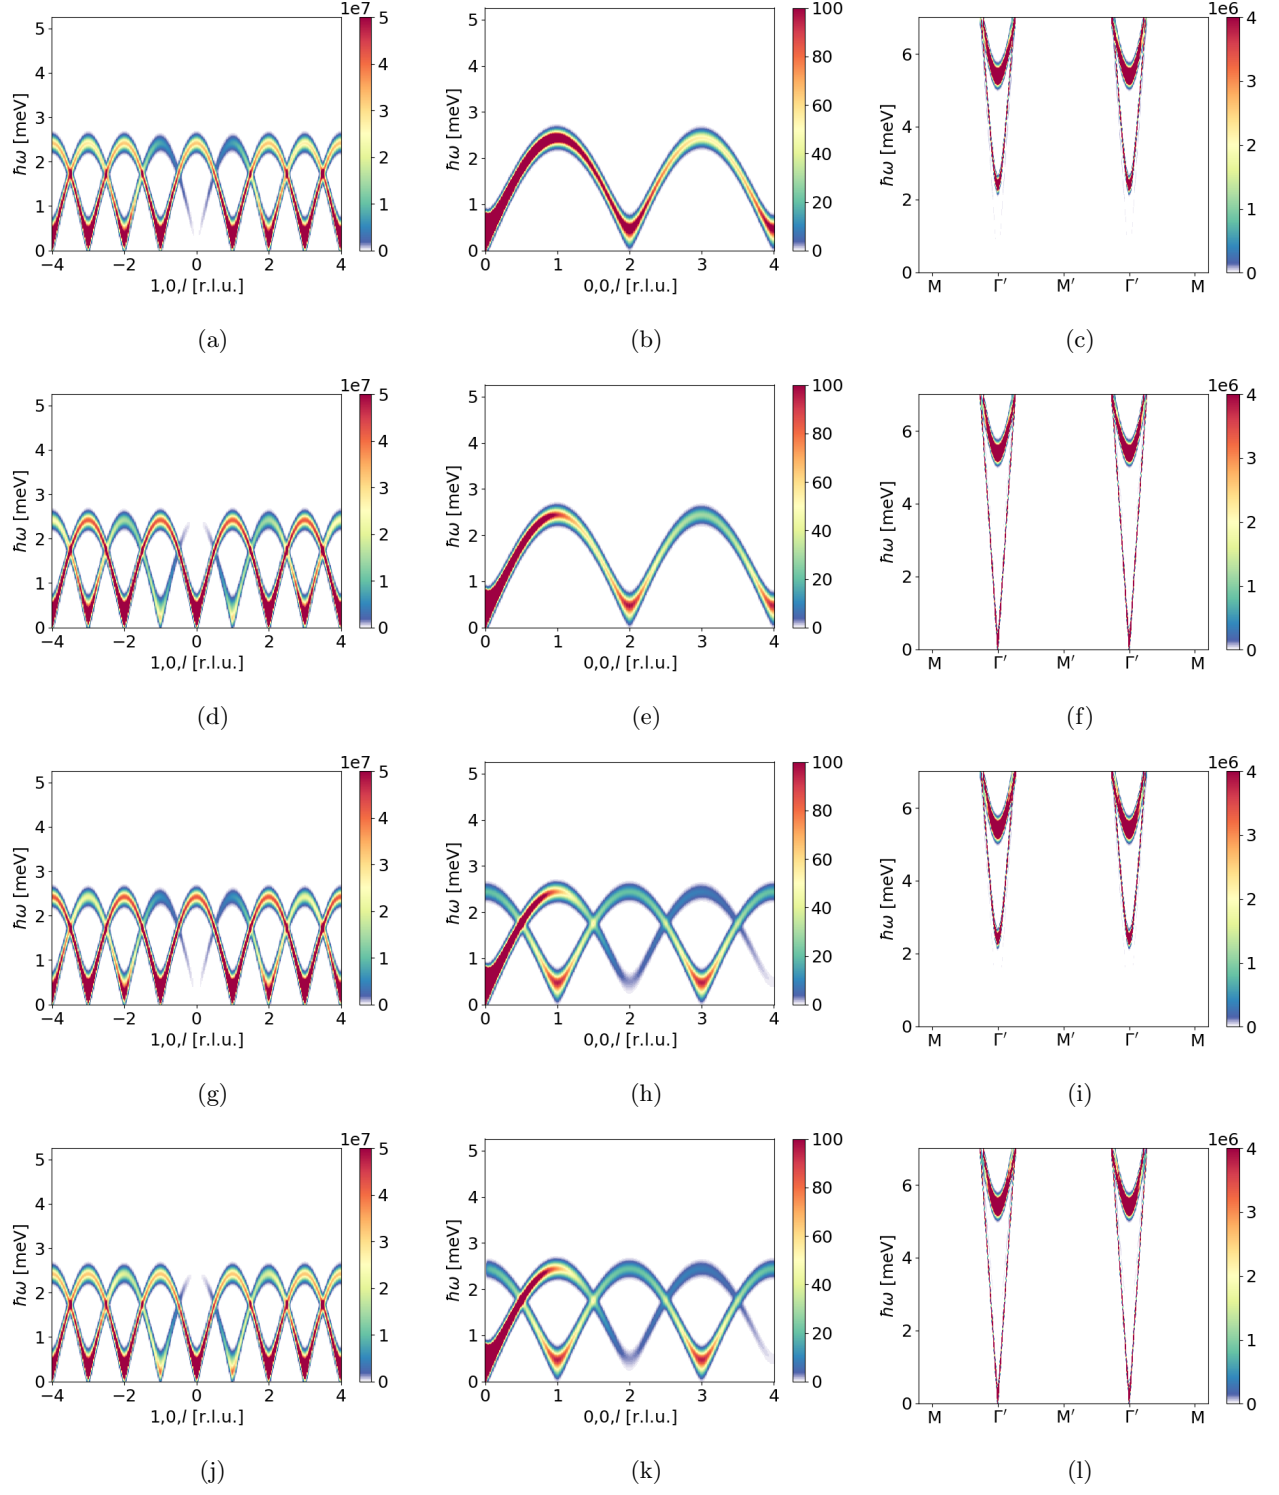 1e7
5
4
3
2
1
0
ħω [meV]
5
4
3
2
1
0
−4 −2 0 2 4
1,0,l [r.l.u.]
(a)
100
80
60
40
20
0
ħω [meV]
5
4
3
2
1
0
0 1 2 3 4
0,0,l [r.l.u.]
(b)
1e6
4
3
2
1
0
ħω [meV]
6
4
2
0
M Γ′ M′ Γ′ M
(c)
1e7
5
4
3
2
1
0
ħω [meV]
5
4
3
2
1
0
−4 −2 0 2 4
1,0,l [r.l.u.]
(d)
100
80
60
40
20
0
ħω [meV]
5
4
3
2
1
0
0 1 2 3 4
0,0,l [r.l.u.]
(e)
1e6
4
3
2
1
0
ħω [meV]
6
4
2
0
M Γ′ M′ Γ′ M
(f)
1e7
5
4
3
2
1
0
ħω [meV]
5
4
3
2
1
0
−4 −2 0 2 4
1,0,l [r.l.u.]
(g)
100
80
60
40
20
0
ħω [meV]
5
4
3
2
1
0
0 1 2 3 4
0,0,l [r.l.u.]
(h)
1e6
4
3
2
1
0
ħω [meV]
6
4
2
0
M Γ′ M′ Γ′ M
(i)
1e7
5
4
3
2
1
0
ħω [meV]
5
4
3
2
1
0
−4 −2 0 2 4
1,0,l [r.l.u.]
(j)
100
80
60
40
20
0
ħω [meV]
5
4
3
2
1
0
0 1 2 3 4
0,0,l [r.l.u.]
(k)
1e6
4
3
2
1
0
ħω [meV]
6
4
2
0
M Γ′ M′ Γ′ M
(l)